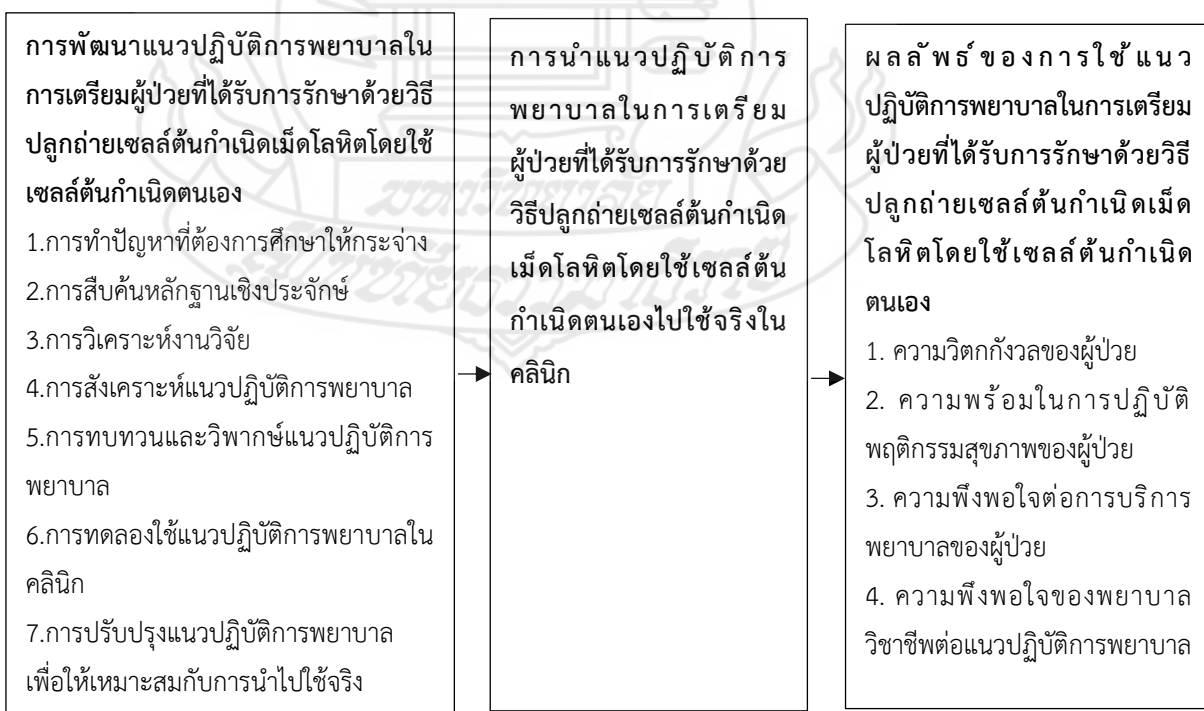 การพัฒนาแนวปฏิบัติการพยาบาลใน
การเตรียมผู้ป่วยที่ได้รับการรักษาด้วยวิธี
ปลูกถ่ายเซลล์ต้นกำเนิดเม็ดโลหิตโดยใช้
เซลล์ต้นกำเนิดตนเอง
1.การทำปัญหาที่ต้องการศึกษาให้กระจ่าง
2.การสืบค้นหลักฐานเชิงประจักษ์
3.การวิเคราะห์งานวิจัย
4.การสังเคราะห์แนวปฏิบัติการพยาบาล
5.การทบทวนและวิพากษ์แนวปฏิบัติการ
พยาบาล
6.การทดลองใช้แนวปฏิบัติการพยาบาลใน
คลินิก
7.การปรับปรุงแนวปฏิบัติการพยาบาล
เพื่อให้เหมาะสมกับการนำไปใช้จริง
การนำแนวปฏิบัติการ
พยาบาลในการเตรียม
ผู้ป่วยที่ได้รับการรักษาด้วย
วิธีปลูกถ่ายเซลล์ต้นกำเนิด
เม็ดโลหิตโดยใช้เซลล์ต้น
กำเนิดตนเองไปใช้จริงใน
คลินิก
ผลลัพธ์ของการใช้แนว
ปฏิบัติการพยาบาลในการเตรียม
ผู้ป่วยที่ได้รับการรักษาด้วยวิธี
ปลูกถ่ายเซลล์ต้นกำเนิดเม็ด
โลหิตโดยใช้เซลล์ต้นกำเนิด
ตนเอง
1. ความวิตกกังวลของผู้ป่วย
2. ความพร้อมในการปฏิบัติ
พฤติกรรมสุขภาพของผู้ป่วย
3. ความพึงพอใจต่อการบริการ
พยาบาลของผู้ป่วย
4. ความพึงพอใจของพยาบาล
วิชาชีพต่อแนวปฏิบัติการพยาบาล